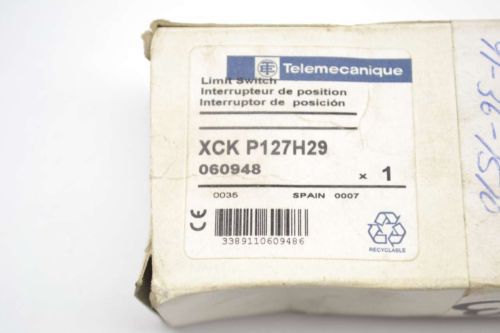 Telemecanique
Limit Switch
Interrupteur de position
Interruptor de posición
XCK P127H29
060948 x 1
0035 SPAIN 0007
CE
3389110609486
RECYCLABLE